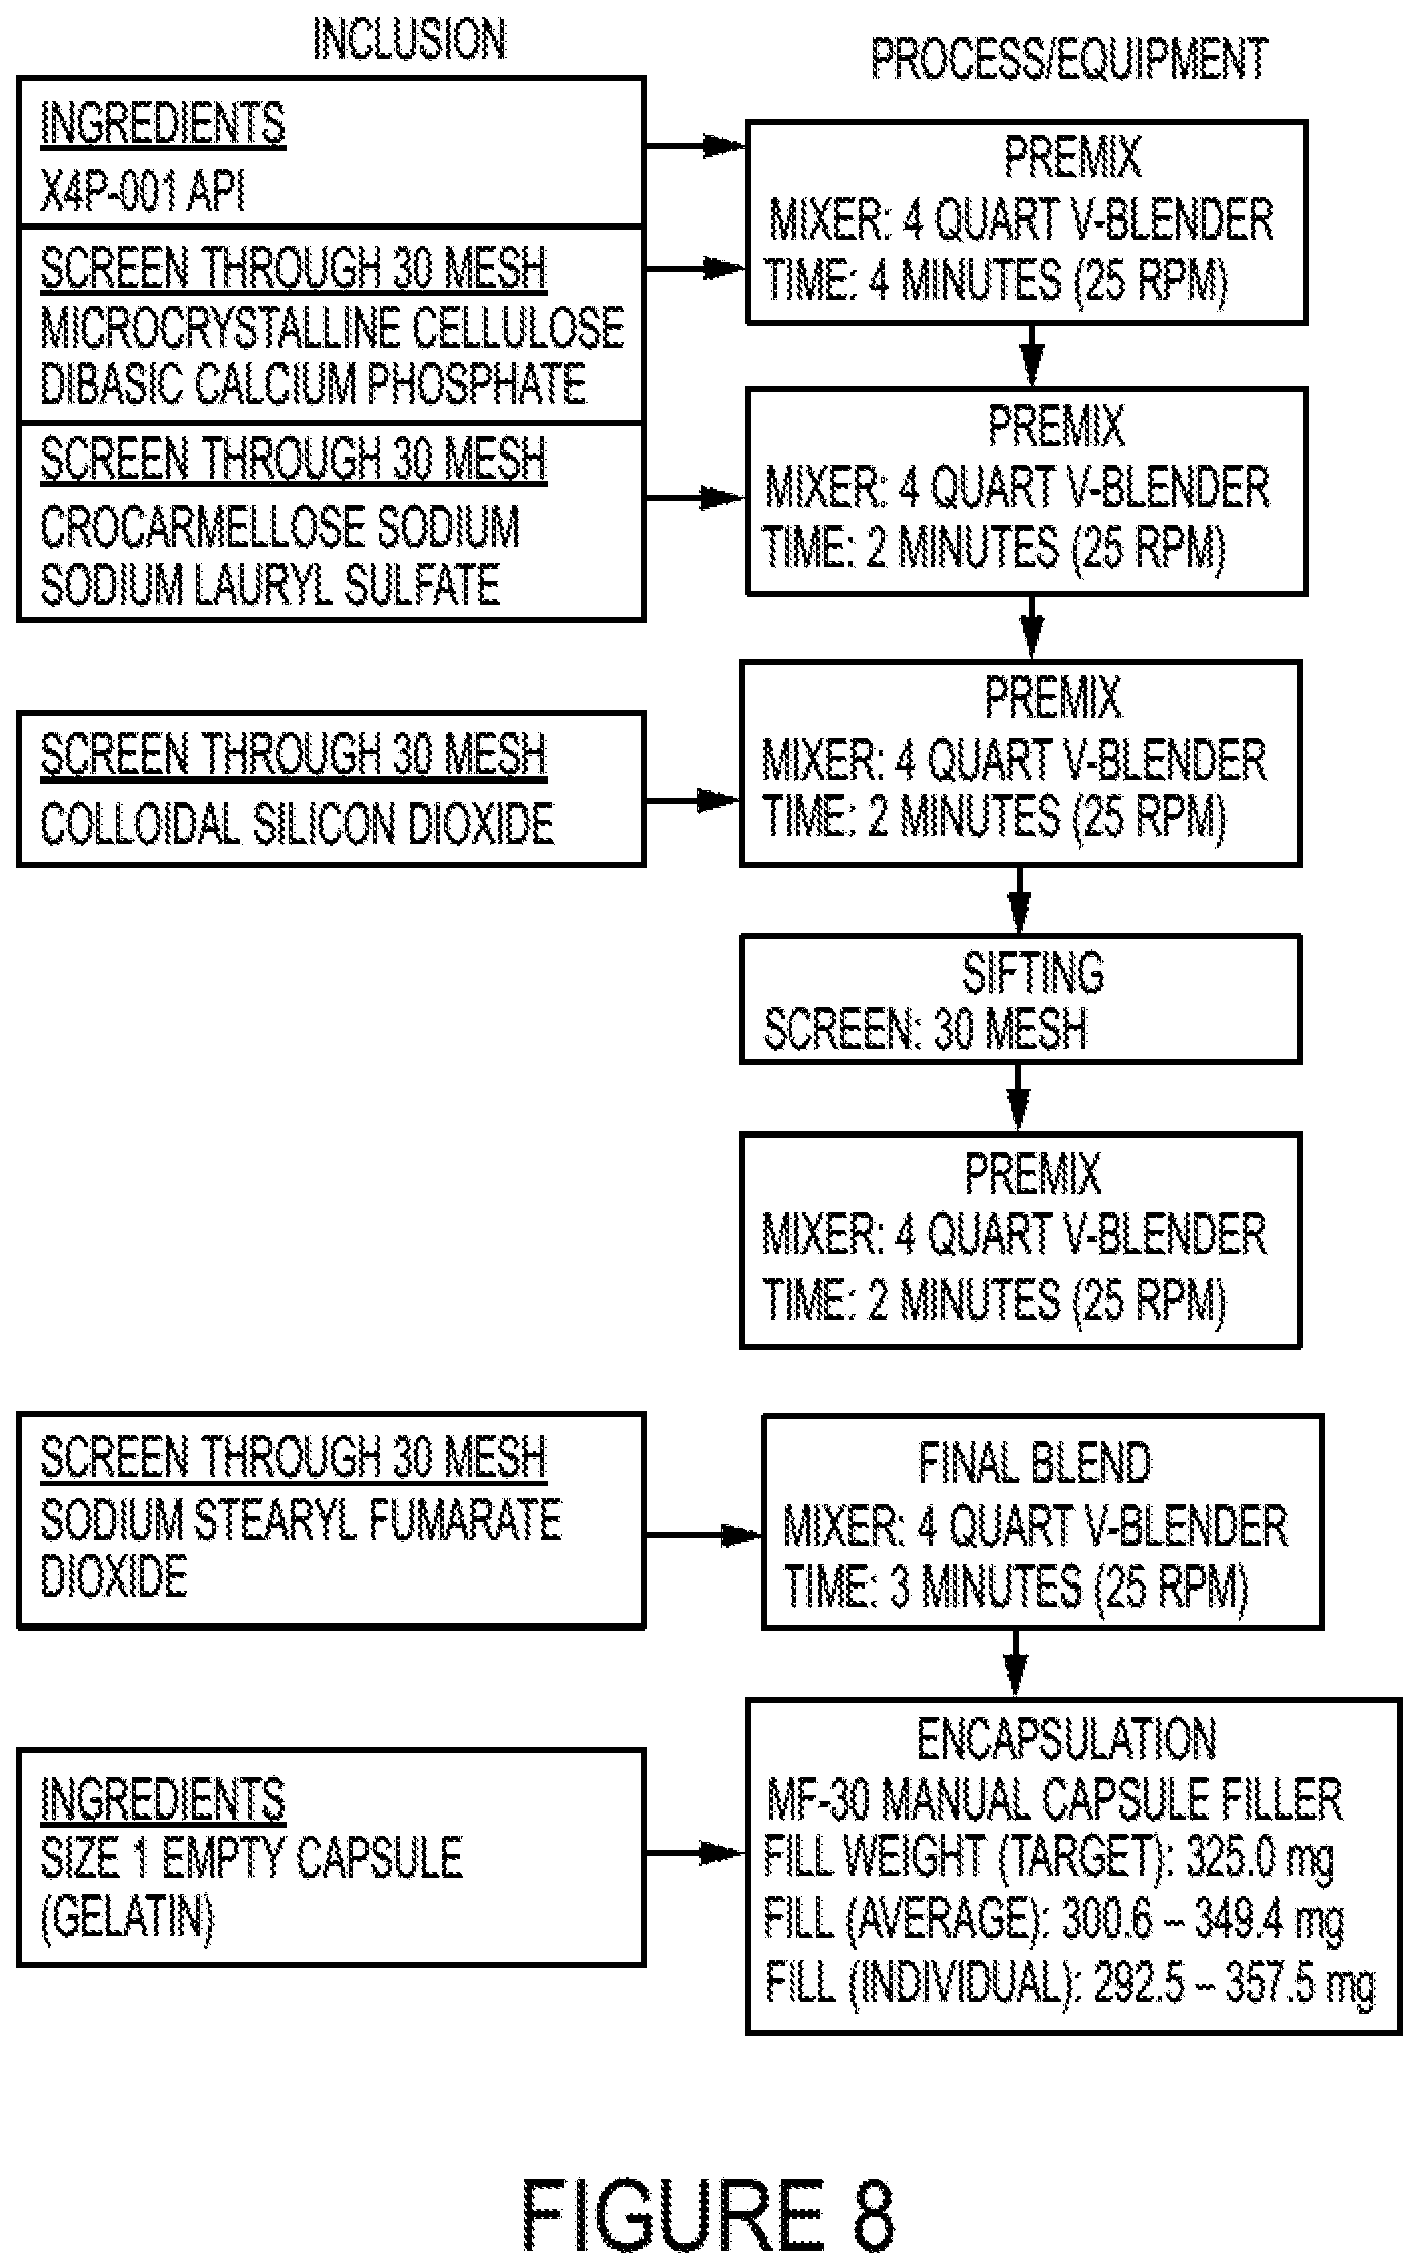 INCLUSION
PROCESS/EQUIPMENT
INGREDIENTS
X4P-001 API
SCREEN THROUGH 30 MESH
MICROCRYSTALLINE CELLULOSE
DIBASIC CALCIUM PHOSPHATE
SCREEN THROUGH 30 MESH
CROCARMELLOSE SODIUM
SODIUM LAURYL SULFATE
PREMIX
MIXER: 4 QUART V-BLENDER
TIME: 4 MINUTES (25 RPM)
PREMIX
MIXER: 4 QUART V-BLENDER
TIME: 2 MINUTES (25 RPM)
SCREEN THROUGH 30 MESH
COLLOIDAL SILICON DIOXIDE
PREMIX
MIXER: 4 QUART V-BLENDER
TIME: 2 MINUTES (25 RPM)
SIFTING
SCREEN: 30 MESH
PREMIX
MIXER: 4 QUART V-BLENDER
TIME: 2 MINUTES (25 RPM)
SCREEN THROUGH 30 MESH
SODIUM STEARYL FUMARATE
DIOXIDE
FINAL BLEND
MIXER: 4 QUART V-BLENDER
TIME: 3 MINUTES (25 RPM)
INGREDIENTS
SIZE 1 EMPTY CAPSULE
(GELATIN)
ENCAPSULATION
MF-30 MANUAL CAPSULE FILLER
FILL WEIGHT (TARGET): 325.0 mg
FILL (AVERAGE): 300.6 – 349.4 mg
FILL (INDIVIDUAL): 292.5 – 357.5 mg
FIGURE 8